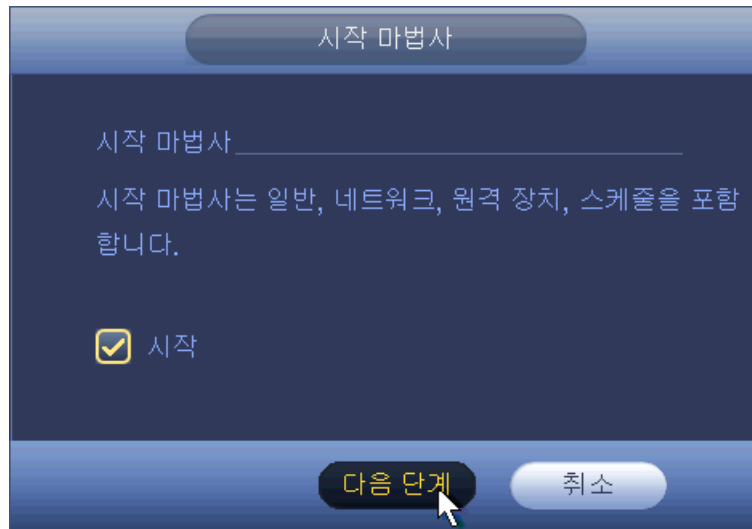 시작 마법사
시작 마법사
시작 마법사는 일반, 네트워크, 원격 장치, 스케줄을 포함
합니다.
시작
다음 단계 취소